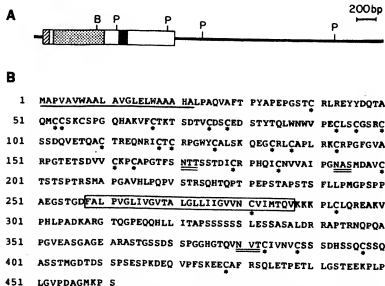 A
B P P P
200bp
B
1 MAPVAVWAAL AVGLELWAAA HALPAQVAFT PYAPEPGSTC RLREYYDQTA
51 QMCCSKCSPG QHAKVFCTKT SDTVCDSCED STYTQLWNWV PECLSCGSRC
101 SSDQVETQAC TREQNRICTC RPGWYCALSK QEGCRLCAPL RKCRPGFGVA
151 RPGTETSDVV CKPCAPGTFS NTTSSTDICR PHQICNVVAI PGNASMDAVC
201 TSTSPTRSMA PGAVHLPQPV STRSQHTQPT PEPSTAPSTS FLLPMGPSPP
251 AEGSTGDFAL PVGLIVGVTA LGLLIIGVVN CVIMTQVKKK PLCLQREAKV
301 PHLPADKARG TQGPEQQHLL ITAPSSSSSS LESSASALDR RAPTRNQPQA
351 PGVEASGAGE ARASTGSSDS SPGGHGTQVN VTCIVNVCSS SDHSSQCSSQ
401 ASSTMGDTDS SPSESPKDEQ VPFSKEECAF RSQLETPETL LGSTEEKPLP
451 LGVPDAGMKP S